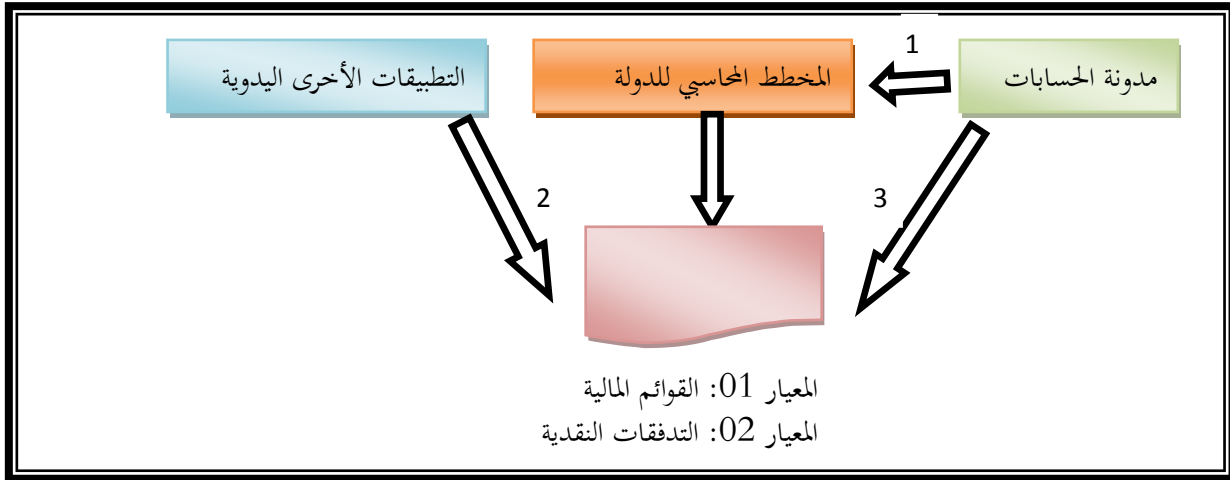 مدونة الحسابات
1
المخطط المحاسبي للدولة
التطبيقات الأخرى اليدوية
3
2
المعيار 01: القوائم المالية
المعيار 02: التدفقات النقدية